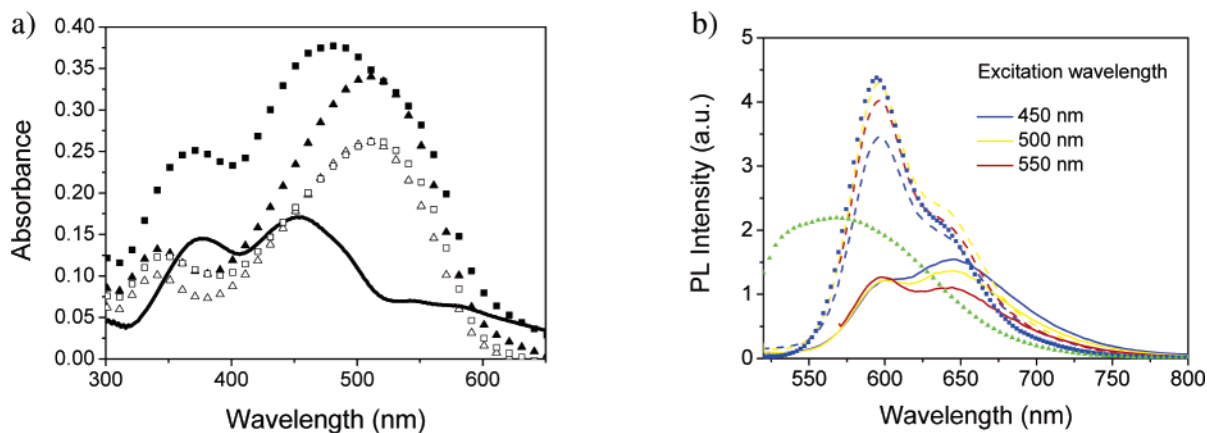 a)
Absorbance
0.40
0.35
0.30
0.25
0.20
0.15
0.10
0.05
0.00
300
400
500
600
Wavelength (nm)
b)
PL Intensity (a.u.)
5
4
3
2
1
0
Excitation wavelength
450 nm
500 nm
550 nm
550
600
650
700
750
800
Wavelength (nm)